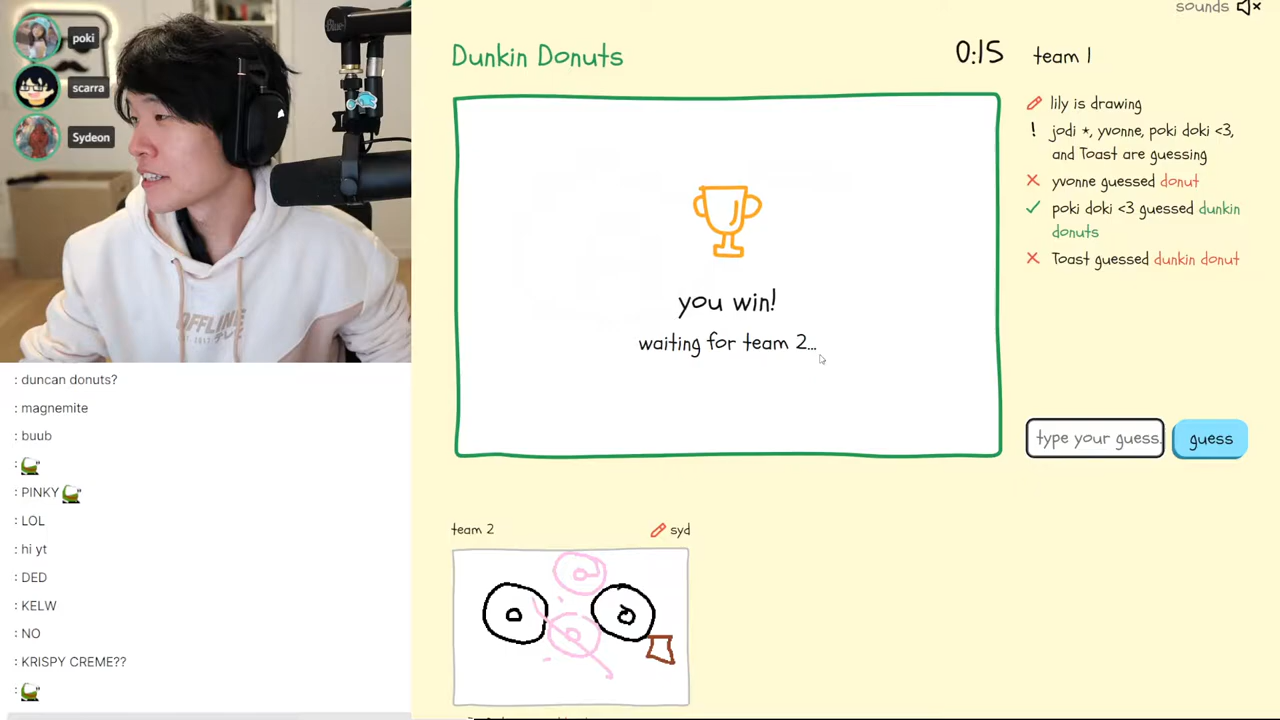 poki
scarra
Sydeon
Blue
OFFLINE
: duncan donuts?
: magnemite
: buub
:
: PINKY
: LOL
: hi yt
: DED
: KELW
: NO
: KRISPY CREME??
:
Dunkin Donuts
0:15
you win!
waiting for team 2...
team 2
syd
sounds
team 1
lily is drawing
! jodi *, yvonne, poki doki <3,
and Toast are guessing
yvonne guessed donut
poki doki <3 guessed dunkin
donuts
Toast guessed dunkin donut
type your guess.
guess